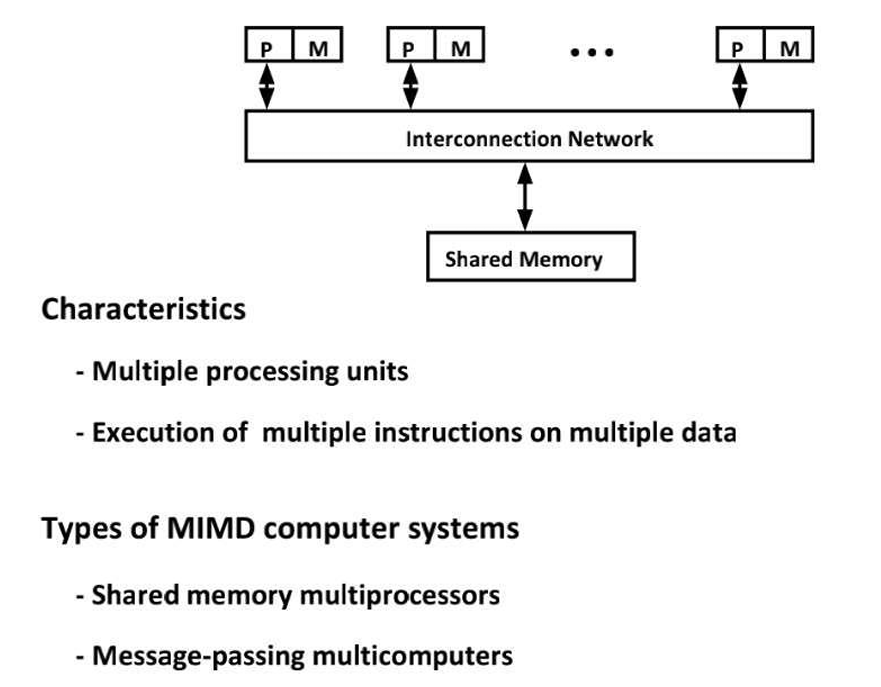 P M P M ... P M
Interconnection Network
Shared Memory
Characteristics
- Multiple processing units
- Execution of multiple instructions on multiple data
Types of MIMD computer systems
- Shared memory multiprocessors
- Message-passing multicomputers